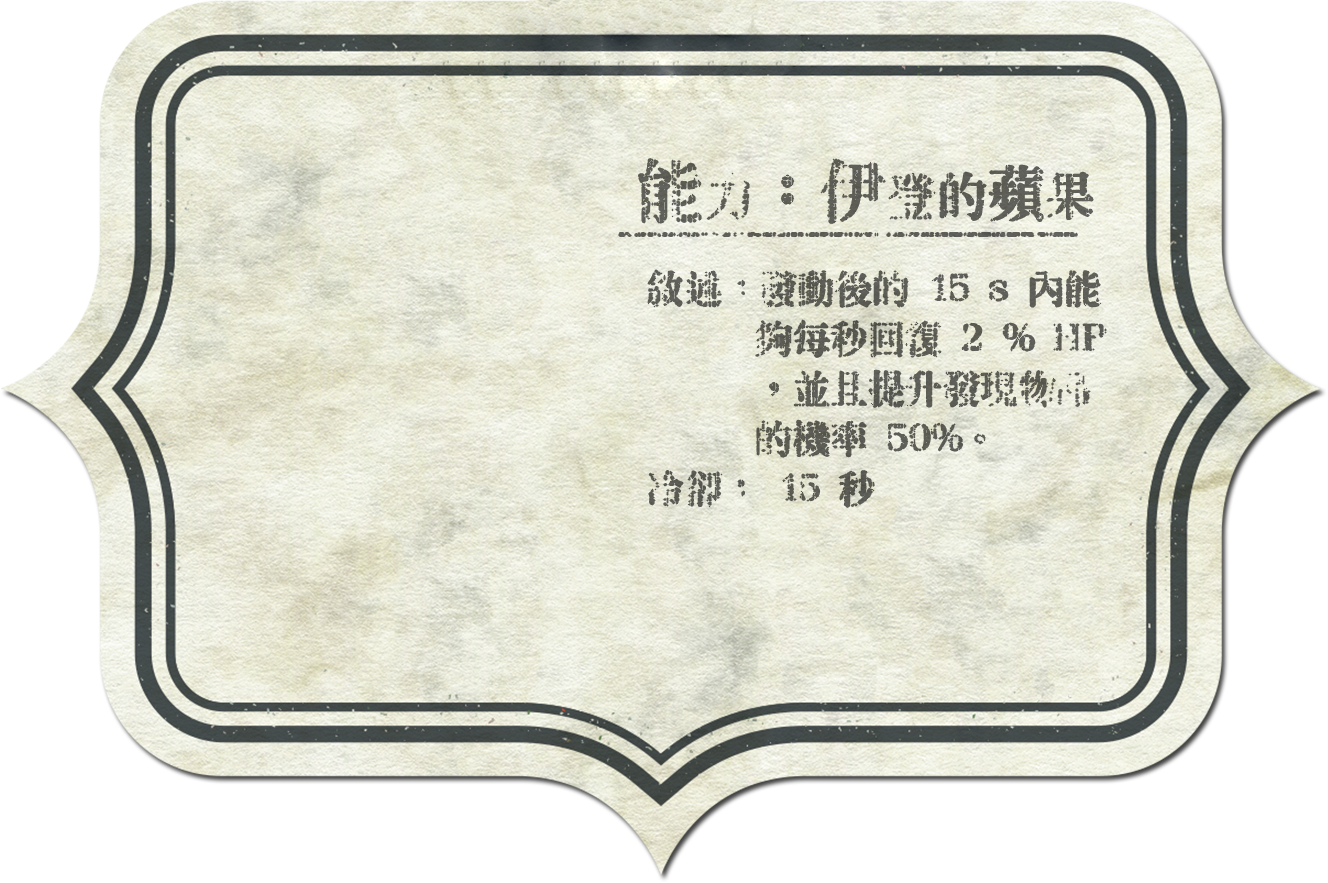 能力：伊登的蘋果
敘述：發動後的 15 s 內能
夠每秒回復 2 % HP
，並且提升發現物品
的機率 50%。
冷卻： 15 秒